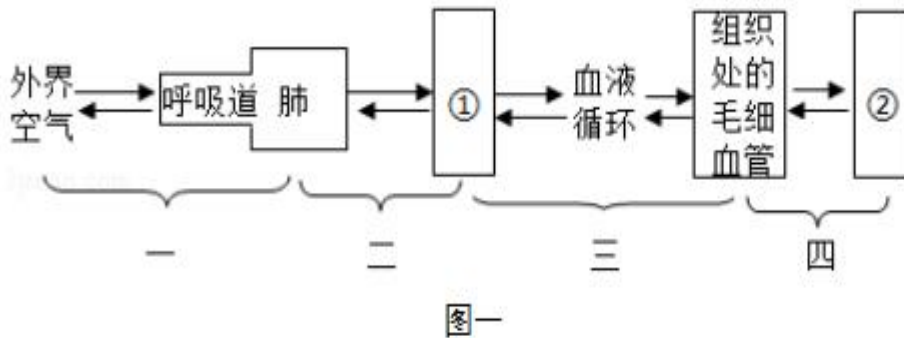 外界
空气
呼吸道 肺
①
血液
循环
组织
处的
毛细
血管
②
一
二
三
四
图一